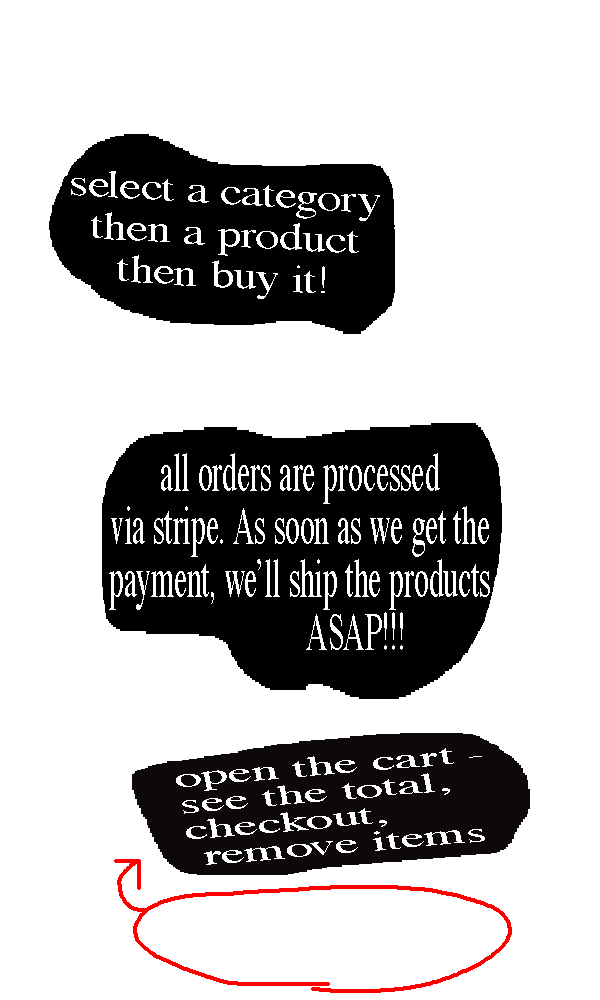 select a category
then a product
then buy it!
all orders are processed
via stripe. As soon as we get the
payment, we'll ship the products
ASAP!!!
open the cart -
see the total,
checkout,
remove items